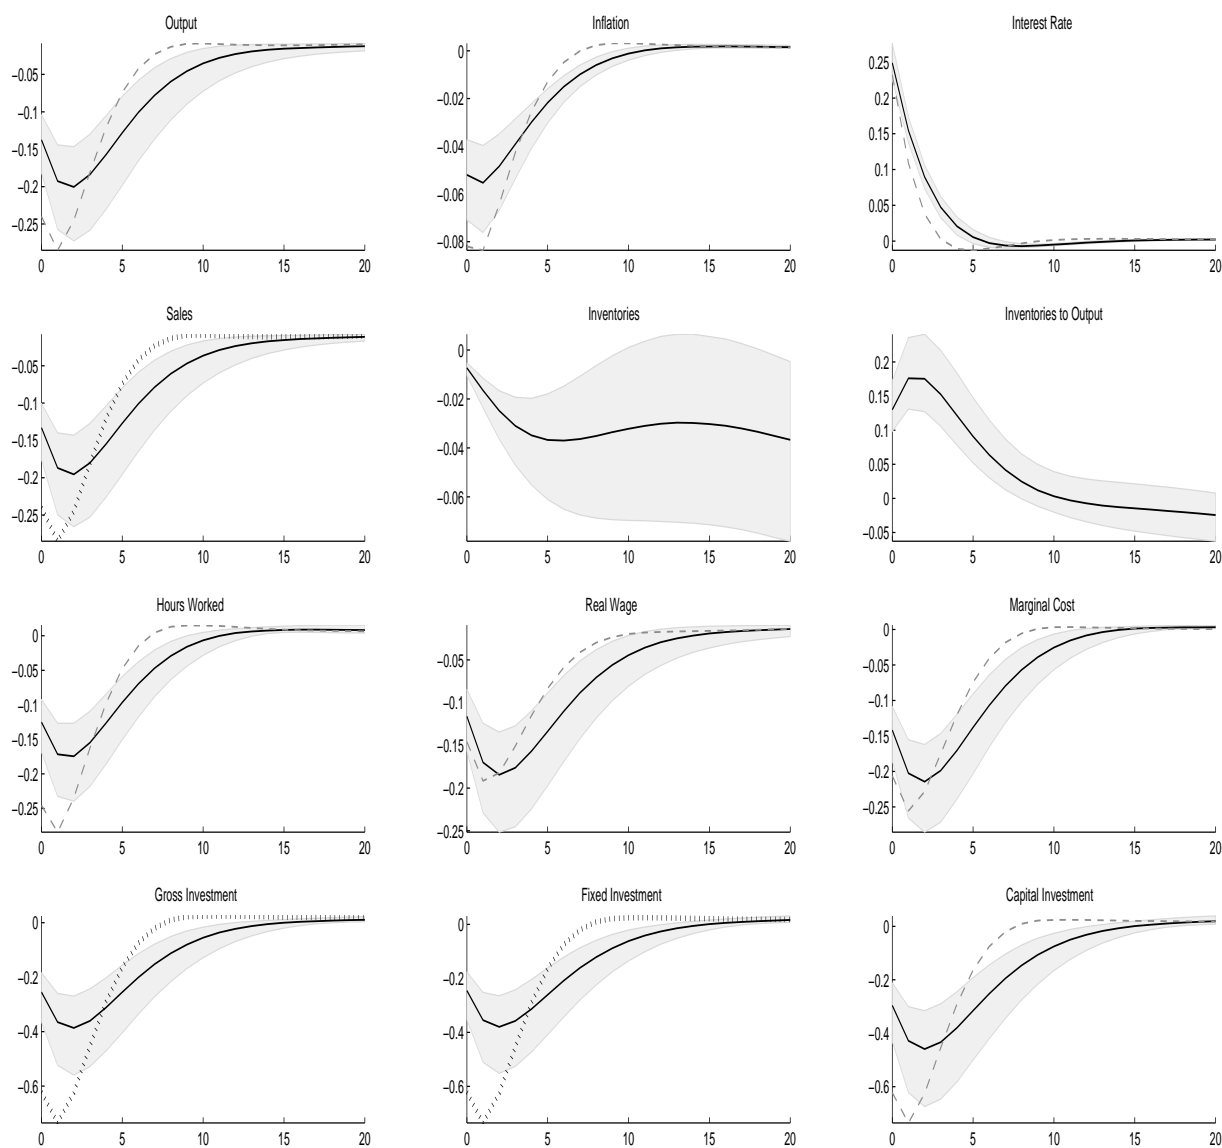 Output Inflation Interest Rate
−0.05 −0.1 −0.15 −0.2 −0.25
0 −0.02 −0.04 −0.06 −0.08
0.25 0.2 0.15 0.1 0.05 0
0 5 10 15 20 0 5 10 15 20 0 5 10 15 20
Sales Inventories Inventories to Output
−0.05 −0.1 −0.15 −0.2 −0.25
0 −0.02 −0.04 −0.06
0.2 0.15 0.1 0.05 0 −0.05
0 5 10 15 20 0 5 10 15 20 0 5 10 15 20
Hours Worked Real Wage Marginal Cost
0 −0.05 −0.1 −0.15 −0.2 −0.25
−0.05 −0.1 −0.15 −0.2 −0.25
0 −0.05 −0.1 −0.15 −0.2 −0.25
0 5 10 15 20 0 5 10 15 20 0 5 10 15 20
Gross Investment Fixed Investment Capital Investment
0 −0.2 −0.4 −0.6
0 −0.2 −0.4 −0.6
0 −0.2 −0.4 −0.6
0 5 10 15 20 0 5 10 15 20 0 5 10 15 20